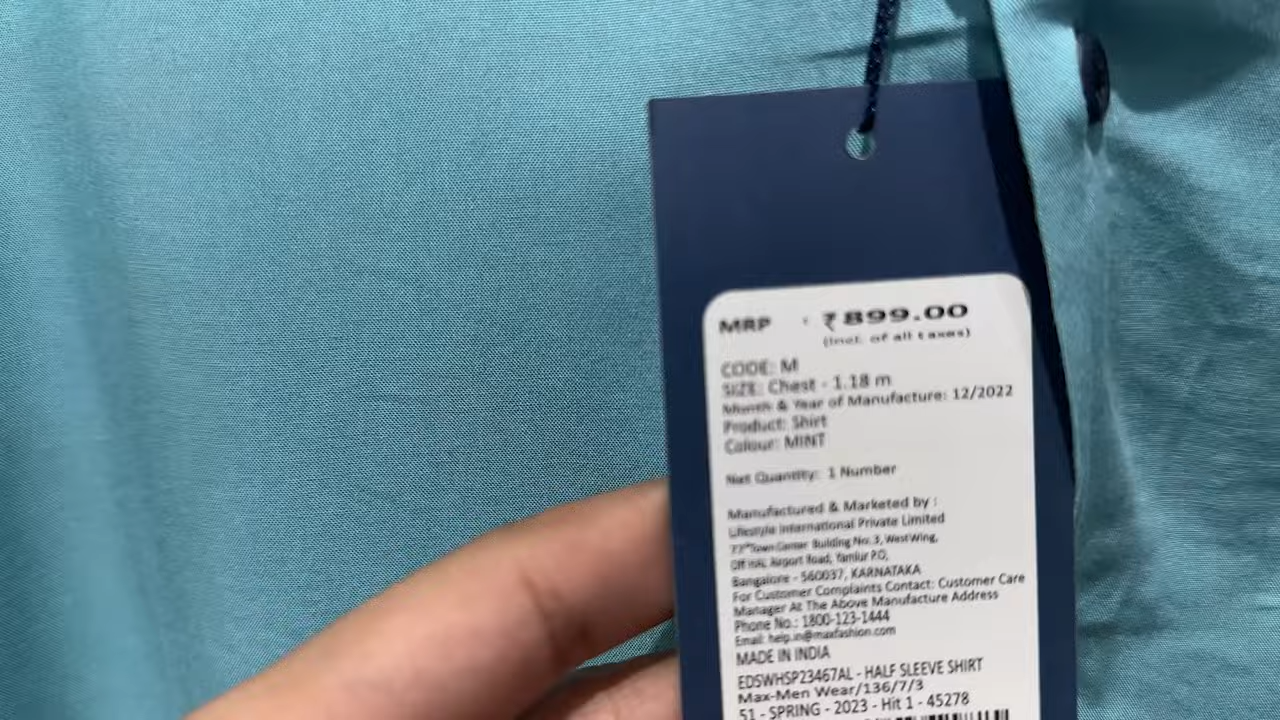 MRP : ₹899.00
(Incl. of all taxes)
CODE: M
SIZE: Chest - 1.18 m
Month & Year of Manufacture: 12/2022
Product: Shirt
Colour: MINT
Net Quantity: 1 Number
Manufactured & Marketed by :
Lifestyle International Private Limited
77°Town Center Building No. 3, West Wing,
Off HAL Airport Road, Yamlur P.O,
Bangalore - 560037, KARNATAKA
For Customer Complaints Contact: Customer Care
Manager At The Above Manufacture Address
Phone No.: 1800-123-1444
Email: help.in@maxfashion.com
MADE IN INDIA
EDSWHSP23467AL - HALF SLEEVE SHIRT
Max-Men Wear/136/7/3
51 - SPRING - 2023 - Hit 1 - 45278